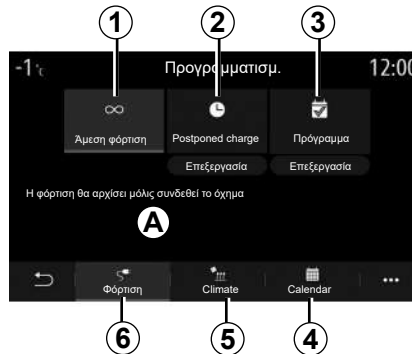 1 2 3
-1°c Προγραμματισμ. 12:00
Άμεση φόρτιση Postponed charge Πρόγραμμα
Επεξεργασία Επεξεργασία
Η φόρτιση θα αρχίσει μόλις συνδεθεί το όχημα
A
Φόρτιση Climate Calendar
6 5 4